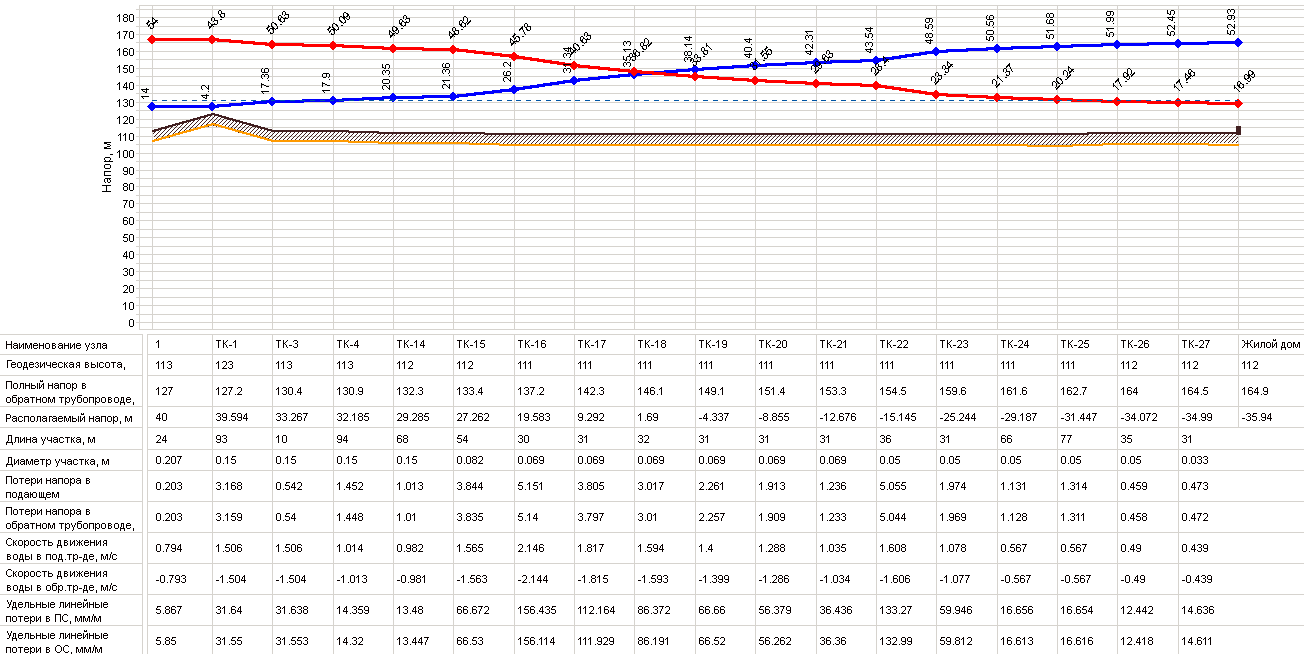 54 43.8 50.63 50.09 49.63 48.62 45.78 40.63 36.82 33.81 23.34 21.37 20.24 17.92 17.46 16.99
14 4.2 17.36 17.9 20.35 21.36 26.2 35.13 38.14 40.4 42.31 43.54 48.59 50.56 51.68 51.99 52.45 52.93
180
170
160
150
140
130
120
110
100
90
80
70
60
50
40
30
20
10
0
Напор, м
Наименование узла 1 ТК-1 ТК-3 ТК-4 ТК-14 ТК-15 ТК-16 ТК-17 ТК-18 ТК-19 ТК-20 ТК-21 ТК-22 ТК-23 ТК-24 ТК-25 ТК-26 ТК-27 Жилой дом
Геодезическая высота, 113 123 113 113 112 112 111 111 111 111 111 111 111 111 111 111 112 112 112
Полный напор в
обратном трубопроводе, 127 127.2 130.4 130.9 132.3 133.4 137.2 142.3 146.1 149.1 151.4 153.3 154.5 159.6 161.6 162.7 164 164.5 164.9
Располагаемый напор, м 40 39.594 33.267 32.185 29.285 27.262 19.583 9.292 1.69 -4.337 -8.855 -12.676 -15.145 -25.244 -29.187 -31.447 -34.072 -34.99 -35.94
Длина участка, м 24 93 10 94 68 54 30 31 32 31 31 31 36 31 66 77 35 31
Диаметр участка, м 0.207 0.15 0.15 0.15 0.15 0.082 0.069 0.069 0.069 0.069 0.069 0.069 0.05 0.05 0.05 0.05 0.05 0.033
Потери напора в
подающем 0.203 3.168 0.542 1.452 1.013 3.844 5.151 3.805 3.017 2.261 1.913 1.236 5.055 1.974 1.131 1.314 0.459 0.473
Потери напора в
обратном трубопроводе, 0.203 3.159 0.54 1.448 1.01 3.835 5.14 3.797 3.01 2.257 1.909 1.233 5.044 1.969 1.128 1.311 0.458 0.472
Скорость движения
воды в под.тр-де, м/с 0.794 1.506 1.506 1.014 0.982 1.565 2.146 1.817 1.594 1.4 1.288 1.035 1.608 1.078 0.567 0.567 0.49 0.439
Скорость движения
воды в обр.тр-де, м/с -0.793 -1.504 -1.504 -1.013 -0.981 -1.563 -2.144 -1.815 -1.593 -1.399 -1.286 -1.034 -1.606 -1.077 -0.567 -0.567 -0.49 -0.439
Удельные линейные
потери в ПС, мм/м 5.867 31.64 31.638 14.359 13.48 66.672 156.435 112.164 86.372 66.66 56.379 36.436 133.27 59.946 16.656 16.654 12.442 14.636
Удельные линейные
потери в ОС, мм/м 5.85 31.55 31.553 14.32 13.447 66.53 156.114 111.929 86.191 66.52 56.262 36.36 132.99 59.812 16.613 16.616 12.418 14.611